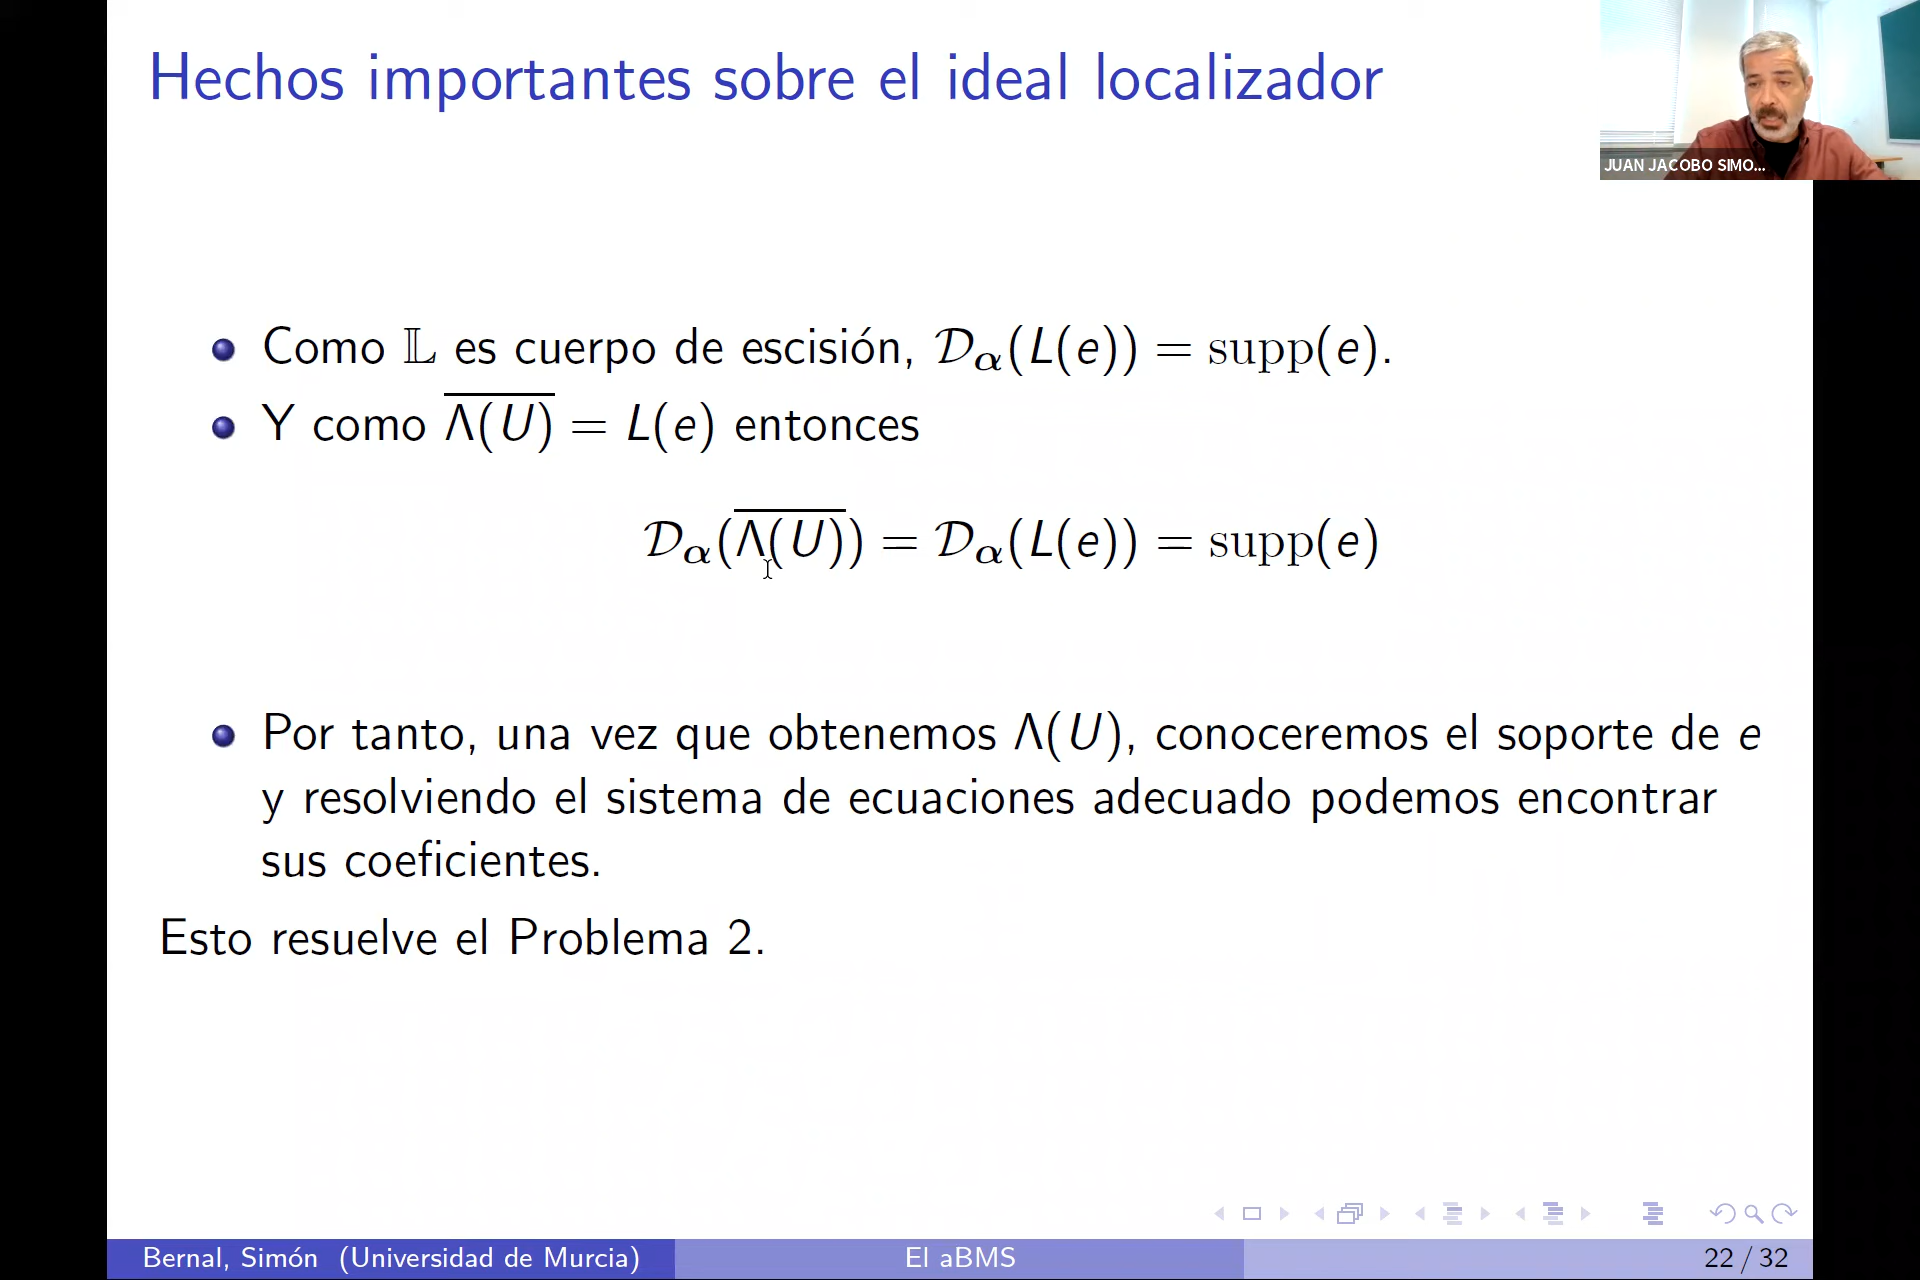 Hechos importantes sobre el ideal localizador
JUAN JACOBO SIMO...
Como 𝕃 es cuerpo de escisión, 𝒟_α(L(e)) = supp(e).
Y como \overline{Λ(U)} = L(e) entonces
𝒟_α(\overline{Λ(U)}) = 𝒟_α(L(e)) = supp(e)
Por tanto, una vez que obtenemos Λ(U), conoceremos el soporte de e
y resolviendo el sistema de ecuaciones adecuado podemos encontrar
sus coeficientes.
Esto resuelve el Problema 2.
Bernal, Simón (Universidad de Murcia)
El aBMS
22 / 32